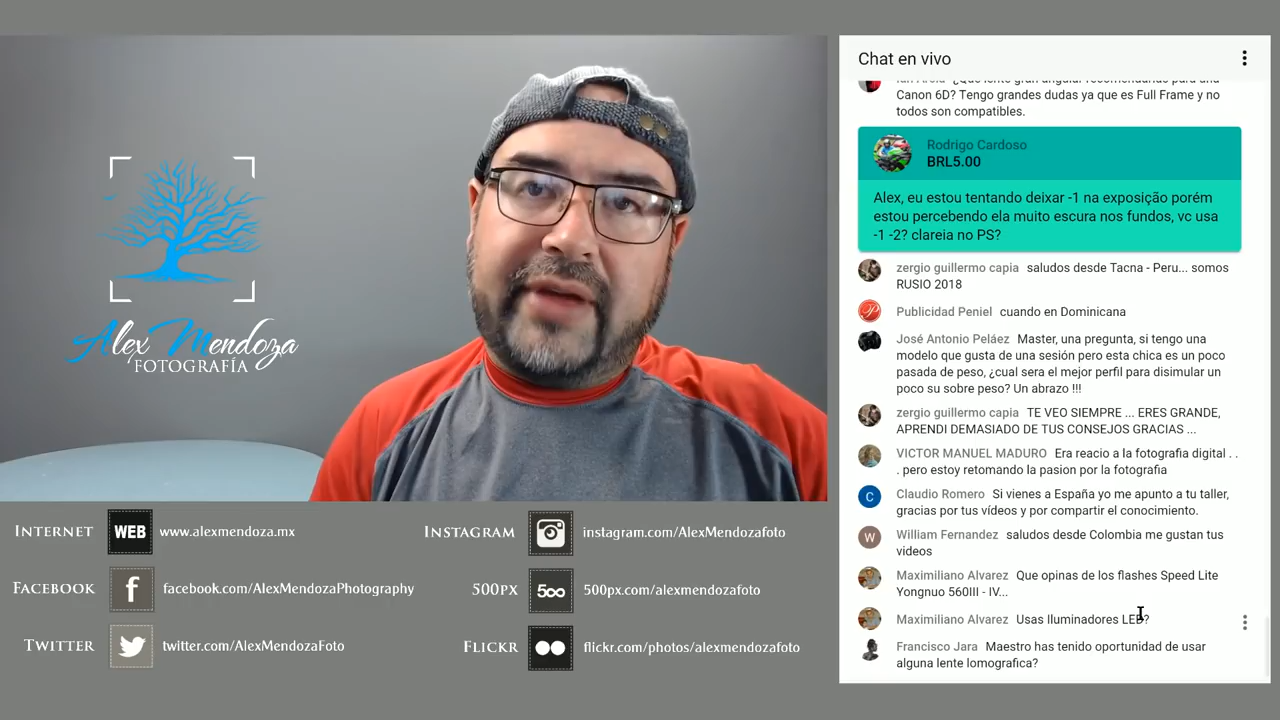 Alex Mendoza
FOTOGRAFÍA
INTERNET
WEB
www.alexmendoza.mx
FACEBOOK
f
facebook.com/AlexMendozaPhotography
TWITTER
twitter.com/AlexMendozaFoto
INSTAGRAM
instagram.com/AlexMendozafoto
500PX
500
500px.com/alexmendozafoto
FLICKR
flickr.com/photos/alexmendozafoto
Chat en vivo
¿Que lente gran angular recomendarías para una
Canon 6D? Tengo grandes dudas ya que es Full Frame y no
todos son compatibles.
Rodrigo Cardoso
BRL5.00
Alex, eu estou tentando deixar -1 na exposição porém
estou percebendo ela muito escura nos fundos, vc usa
-1 -2? clareia no PS?
zergio guillermo capia saludos desde Tacna - Peru... somos
RUSIO 2018
Publicidad Peniel cuando en Dominicana
José Antonio Peláez Master, una pregunta, si tengo una
modelo que gusta de una sesión pero esta chica es un poco
pasada de peso, ¿cual sera el mejor perfil para disimular un
poco su sobre peso? Un abrazo !!!
zergio guillermo capia TE VEO SIEMPRE ... ERES GRANDE,
APRENDI DEMASIADO DE TUS CONSEJOS GRACIAS ...
VICTOR MANUEL MADURO Era reacio a la fotografia digital . .
. pero estoy retomando la pasion por la fotografia
C
Claudio Romero Si vienes a España yo me apunto a tu taller,
gracias por tus vídeos y por compartir el conocimiento.
W
William Fernandez saludos desde Colombia me gustan tus
videos
Maximiliano Alvarez Que opinas de los flashes Speed Lite
Yongnuo 560III - IV...
Maximiliano Alvarez Usas Iluminadores LED?
Francisco Jara Maestro has tenido oportunidad de usar
alguna lente lomografica?